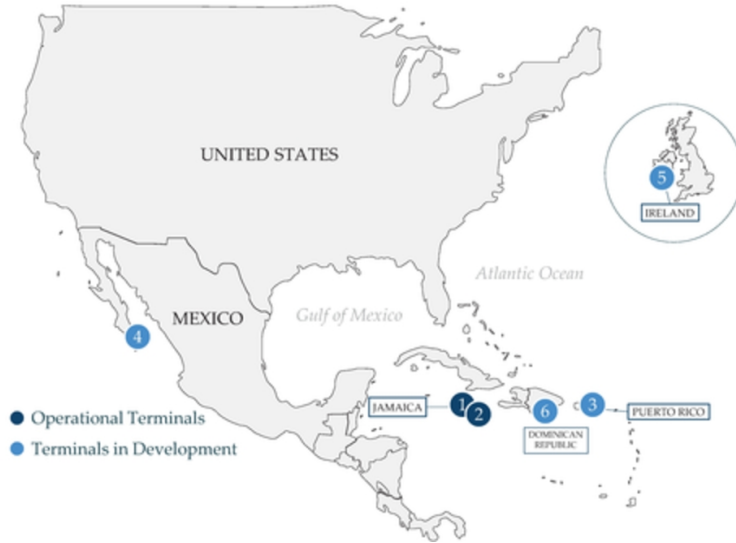 UNITED STATES
5
IRELAND
Atlantic Ocean
MEXICO
Gulf of Mexico
4
JAMAICA
1
2
6
3
PUERTO RICO
DOMINICAN
REPUBLIC
Operational Terminals
Terminals in Development